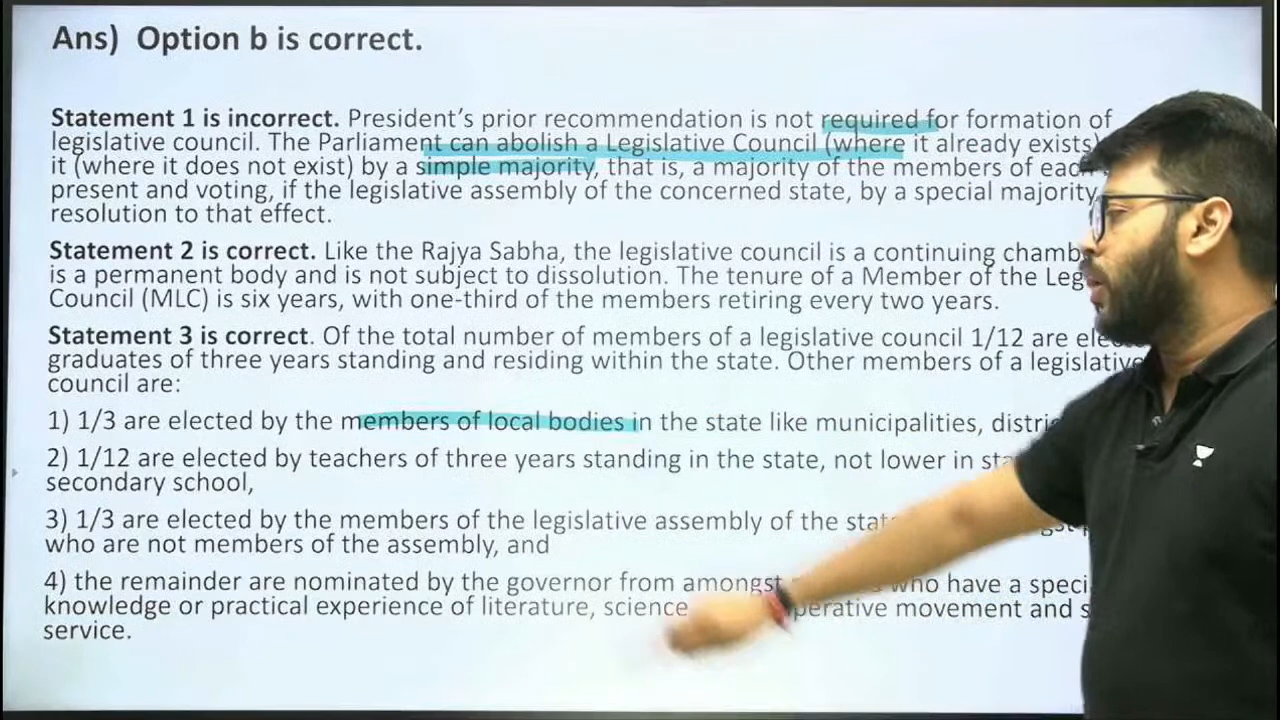 Ans) Option b is correct.
Statement 1 is incorrect. President's prior recommendation is not required for formation of
legislative council. The Parliament can abolish a Legislative Council (where it already exists)
it (where it does not exist) by a simple majority, that is, a majority of the members of each
present and voting, if the legislative assembly of the concerned state, by a special majority
resolution to that effect.
Statement 2 is correct. Like the Rajya Sabha, the legislative council is a continuing
is a permanent body and is not subject to dissolution. The tenure of a Member of the
Council (MLC) is six years, with one-third of the members retiring every two years.
Statement 3 is correct. Of the total number of members of a legislative council 1/12 are
graduates of three years standing and residing within the state. Other members of a legislative
council are:
1) 1/3 are elected by the members of local bodies in the state like municipalities,
2) 1/12 are elected by teachers of three years standing in the state, not lower in
secondary school,
3) 1/3 are elected by the members of the legislative assembly of the
who are not members of the assembly, and
4) the remainder are nominated by the governor from amongst who have a
knowledge or practical experience of literature, science movement and
service.